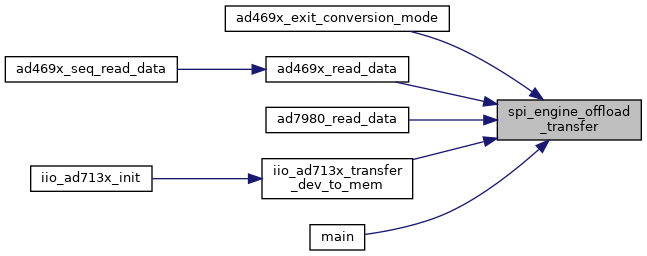 ad469x_exit_conversion_mode
ad469x_seq_read_data
ad469x_read_data
spi_engine_offload
_transfer
ad7980_read_data
iio_ad713x_init
iio_ad713x_transfer
_dev_to_mem
main